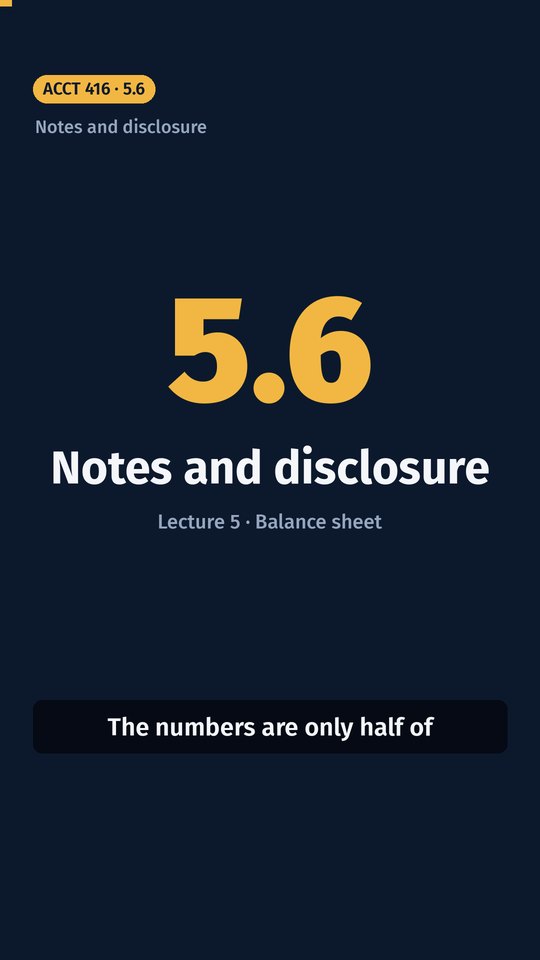 ACCT 416 · 5.6
Notes and disclosure
5.6
Notes and disclosure
Lecture 5 · Balance sheet
The numbers are only half of